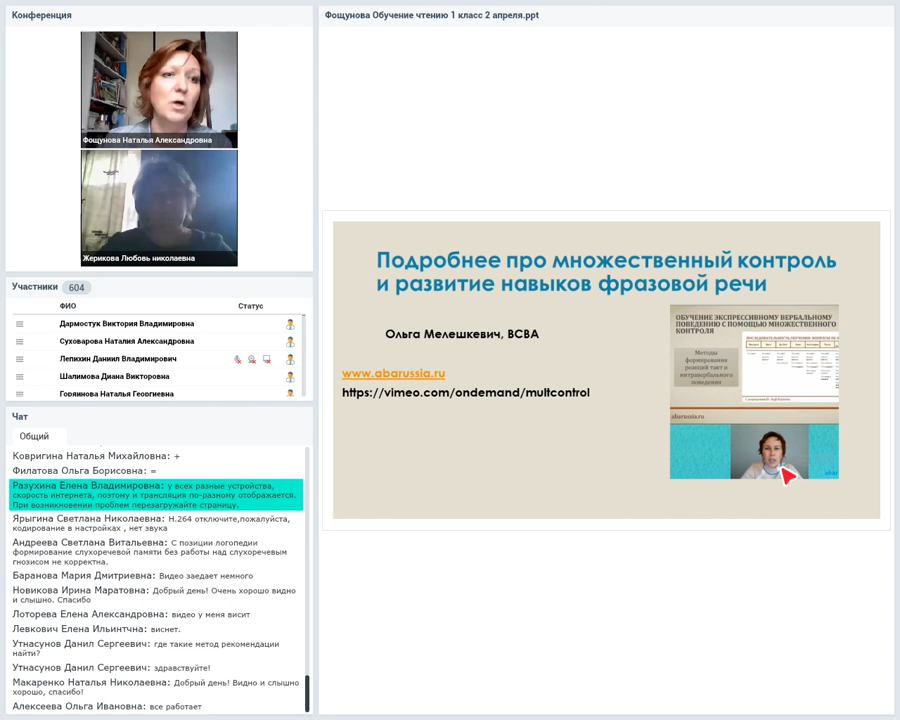 Конференция
Фощунова Наталья Александровна
Жерикова Любовь николаевна
Участники 604
ФИО Статус
Дармостук Виктория Владимировна
Суховарова Наталия Александровна
Лепихин Даниил Владимирович
Шалимова Диана Викторовна
Горяинова Наталья Георгиевна
Чат
Общий
Ковригина Наталья Михайловна: +
Филатова Ольга Борисовна: =
Разухина Елена Владимировна: у всех разные устройства,
скорость интернета, поэтому и трансляция по-разному отображается.
При возникновении проблем перезагружайте страницу.
Ярыгина Светлана Николаевна: H.264 отключите,пожалуйста,
кодирование в настройках , нет звука
Андреева Светлана Витальевна: С позиции логопедии
формирование слухоречевой памяти без работы над слухоречевым
гнозисом не корректна.
Баранова Мария Дмитриевна: Видео заедает немного
Новикова Ирина Маратовна: Добрый день! Очень хорошо видно
и слышно. Спасибо
Лоторева Елена Александровна: видео у меня висит
Левкович Елена Ильинтчна: виснет.
Утнасунов Данил Сергеевич: где такие метод рекомендации
найти?
Утнасунов Данил Сергеевич: здравствуйте!
Макаренко Наталья Николаевна: Добрый день! Видно и слышно
хорошо, спасибо!
Алексеева Ольга Ивановна: все работает
Фощунова Обучение чтению 1 класс 2 апреля.ppt
Подробнее про множественный контроль
и развитие навыков фразовой речи
Ольга Мелешкевич, BCBA
www.abarussia.ru
https://vimeo.com/ondemand/multcontrol
ОБУЧЕНИЕ ЭКСПРЕССИВНОМУ ВЕРБАЛЬНОМУ
ПОВЕДЕНИЮ С ПОМОЩЬЮ МНОЖЕСТВЕННОГО
КОНТРОЛЯ
Методы
формирования
реакций такт и
интравербального
поведения
abarussia.ru